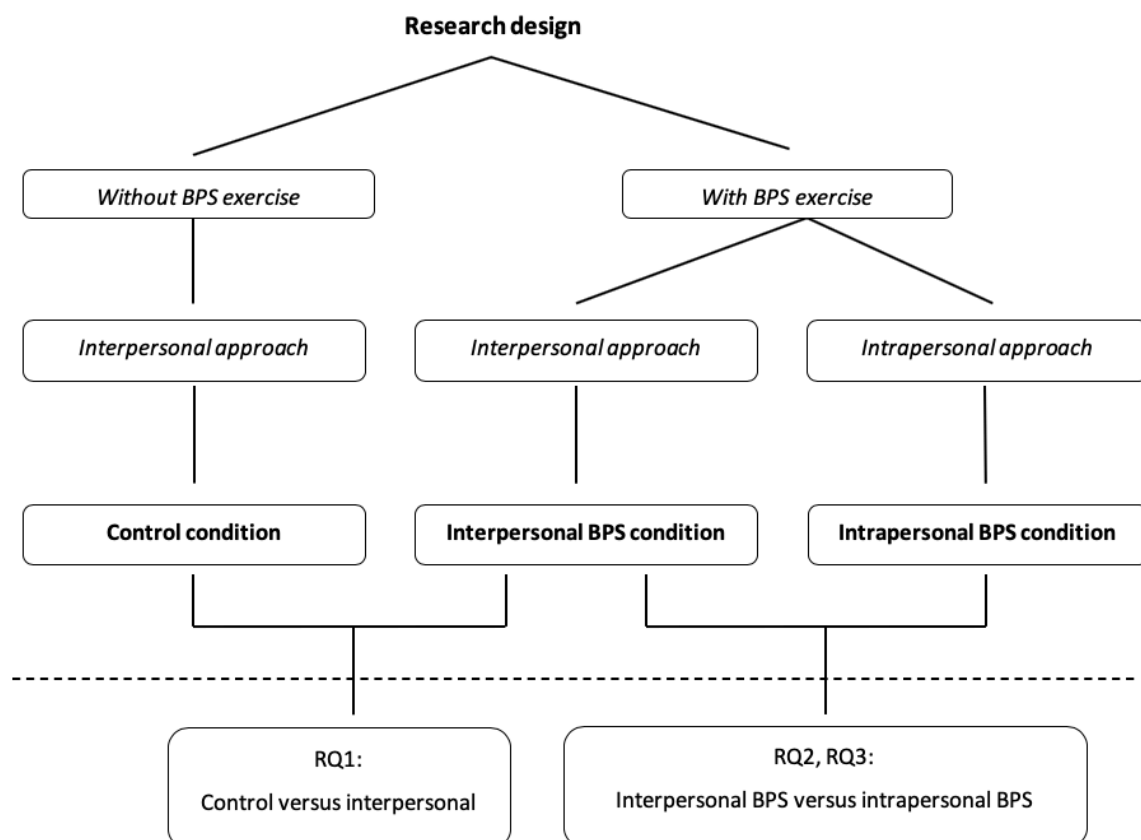 Research design
Without BPS exercise
With BPS exercise
Interpersonal approach
Interpersonal approach
Intrapersonal approach
Control condition
Interpersonal BPS condition
Intrapersonal BPS condition
RQ1:
Control versus interpersonal
RQ2, RQ3:
Interpersonal BPS versus intrapersonal BPS